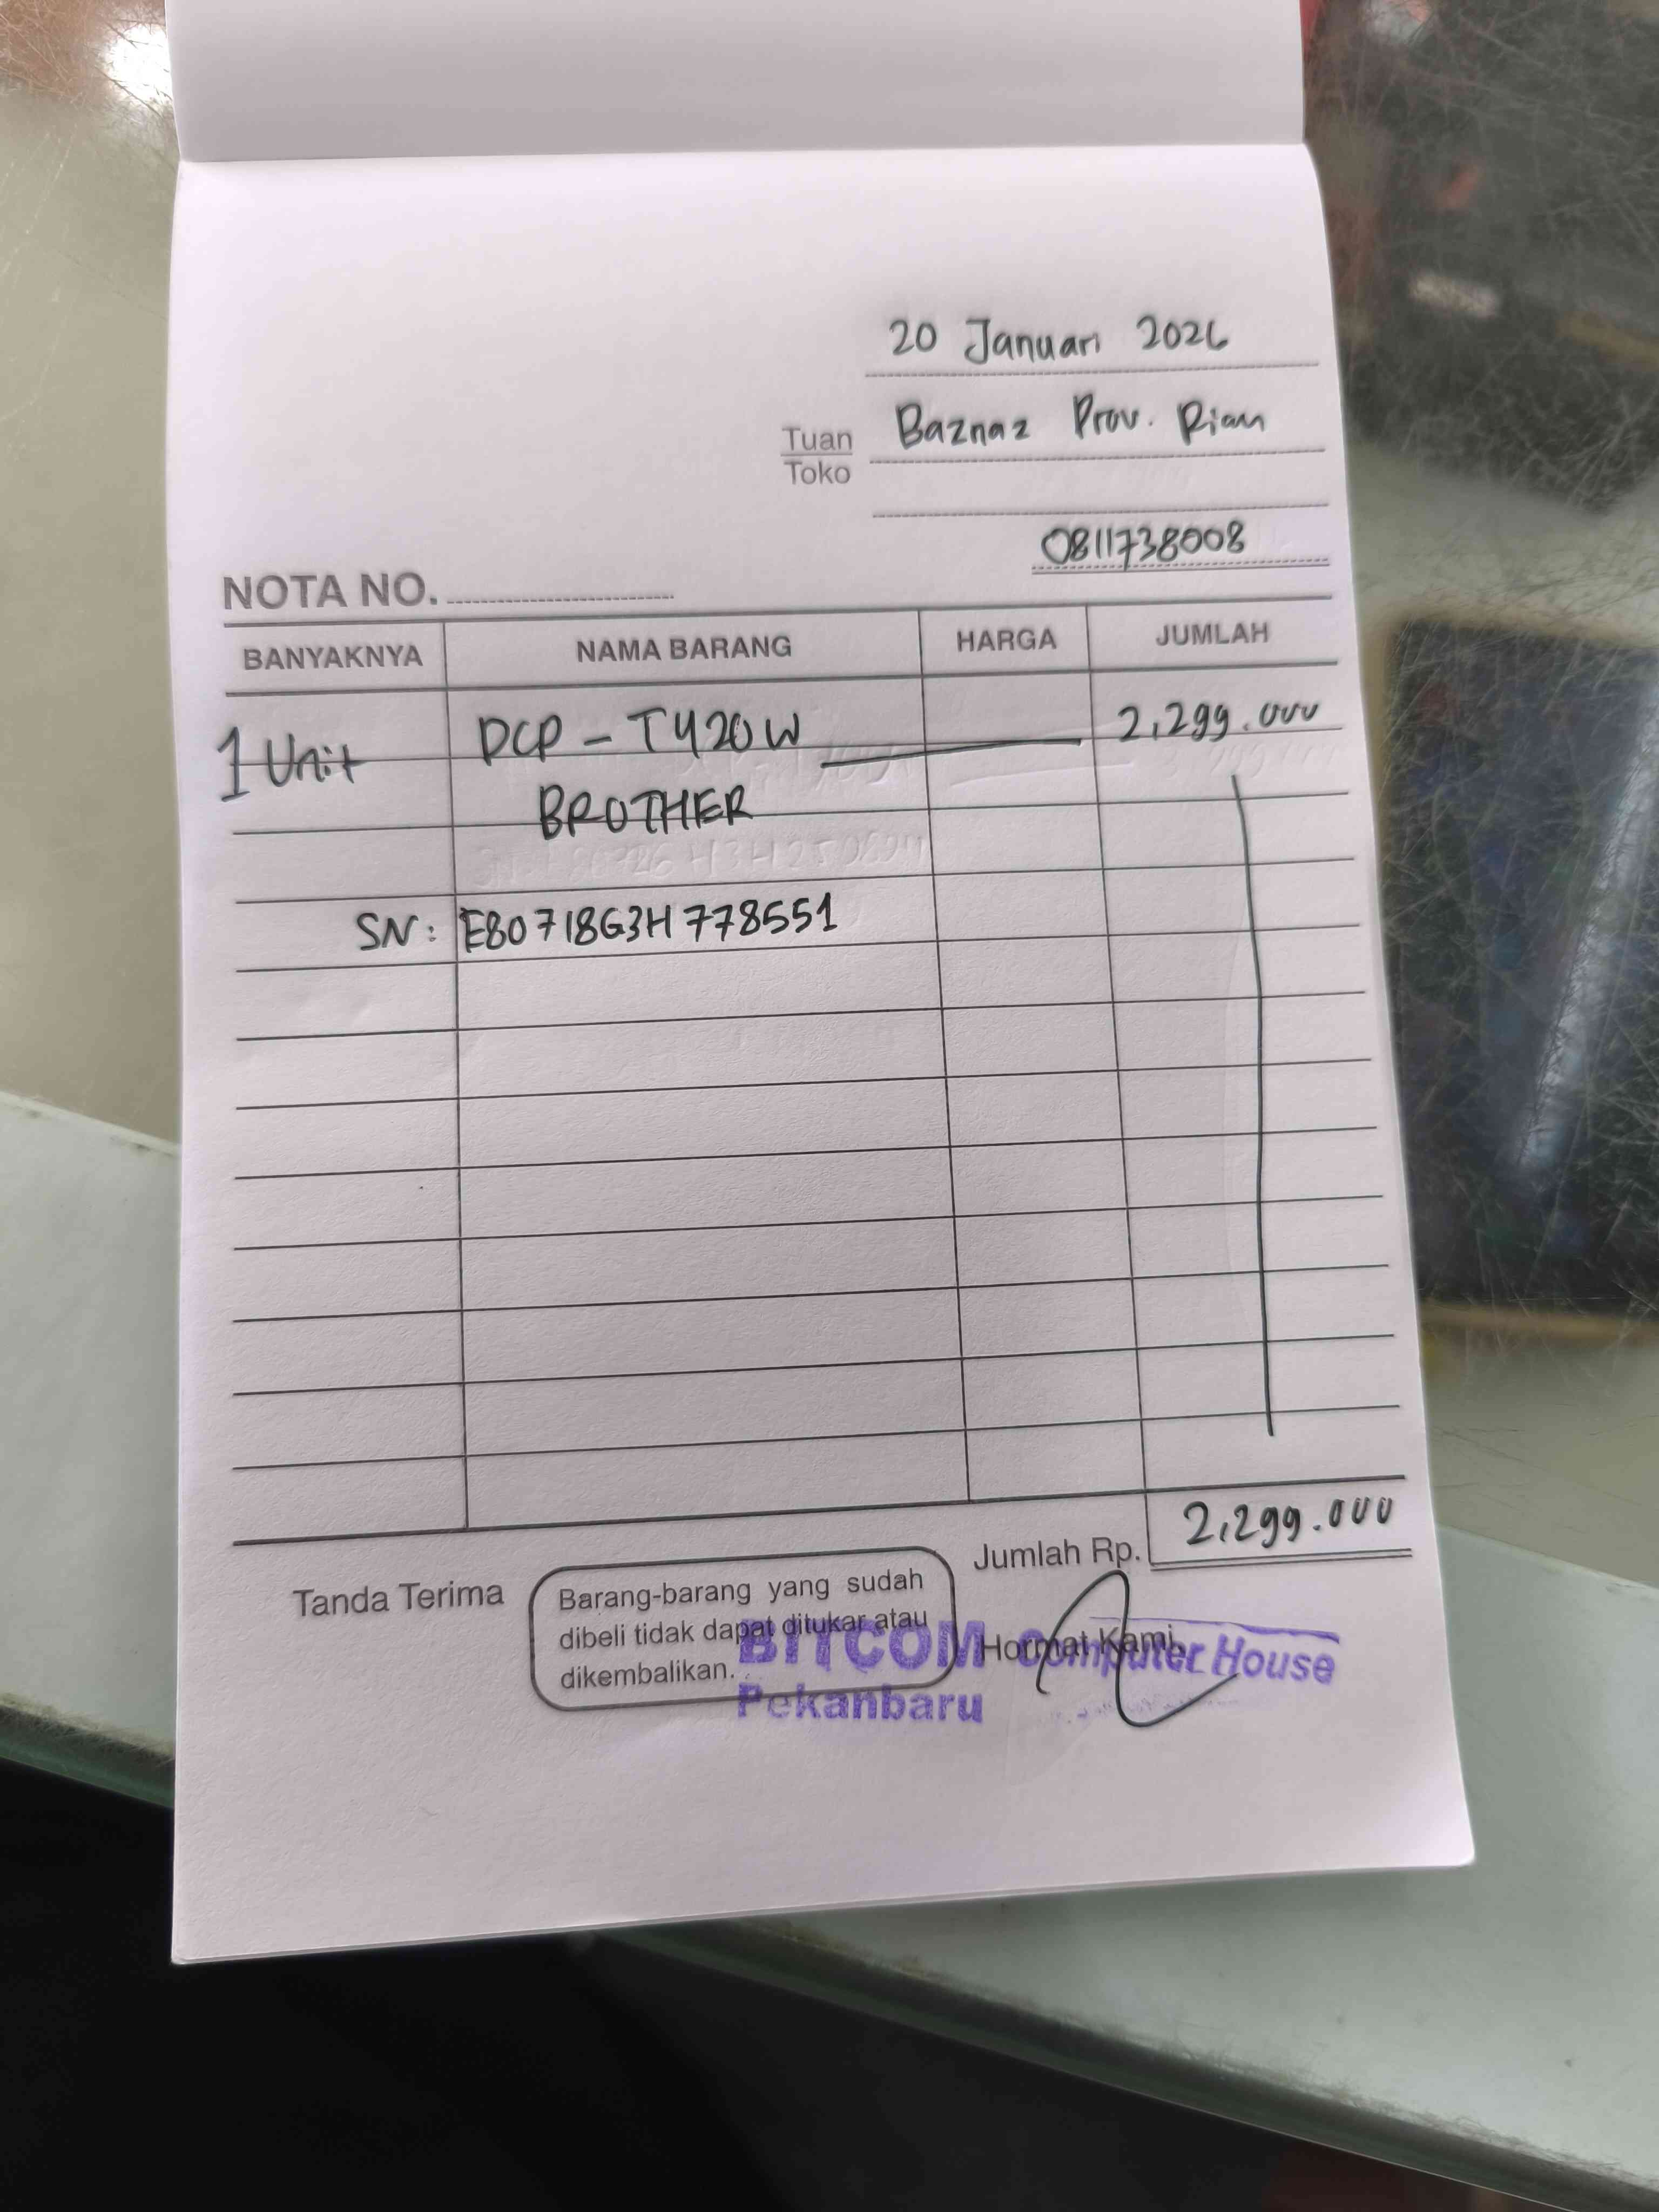 20 Januari 2026
Tuan
Toko
Baznaz Prov. Riau
0811738008
NOTA NO.
BANYAKNYA NAMA BARANG HARGA JUMLAH
1 Unit DCP - T420W 2,299.000
BROTHER
SN: E80718G3H778551
Jumlah Rp. 2,299.000
Tanda Terima
Barang-barang yang sudah
dibeli tidak dapat ditukar atau
dikembalikan.
Hormat Kami,
BITCOM Computer House
Pekanbaru